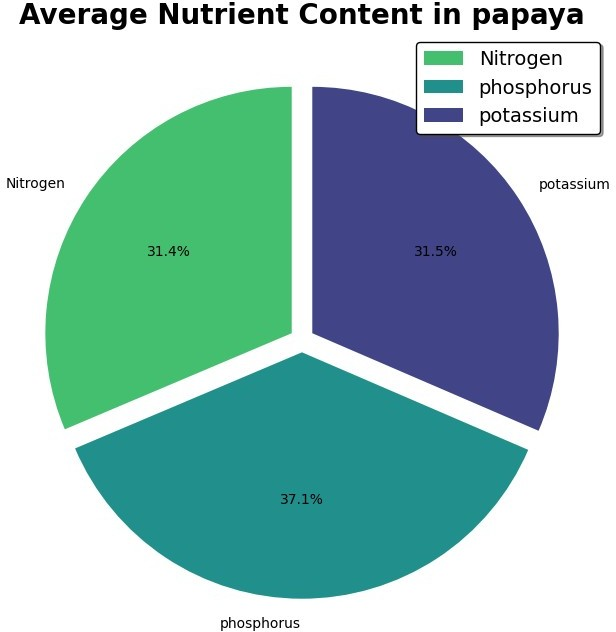 Average Nutrient Content in papaya
Nitrogen
phosphorus
potassium
Nitrogen
potassium
31.4%
31.5%
37.1%
phosphorus